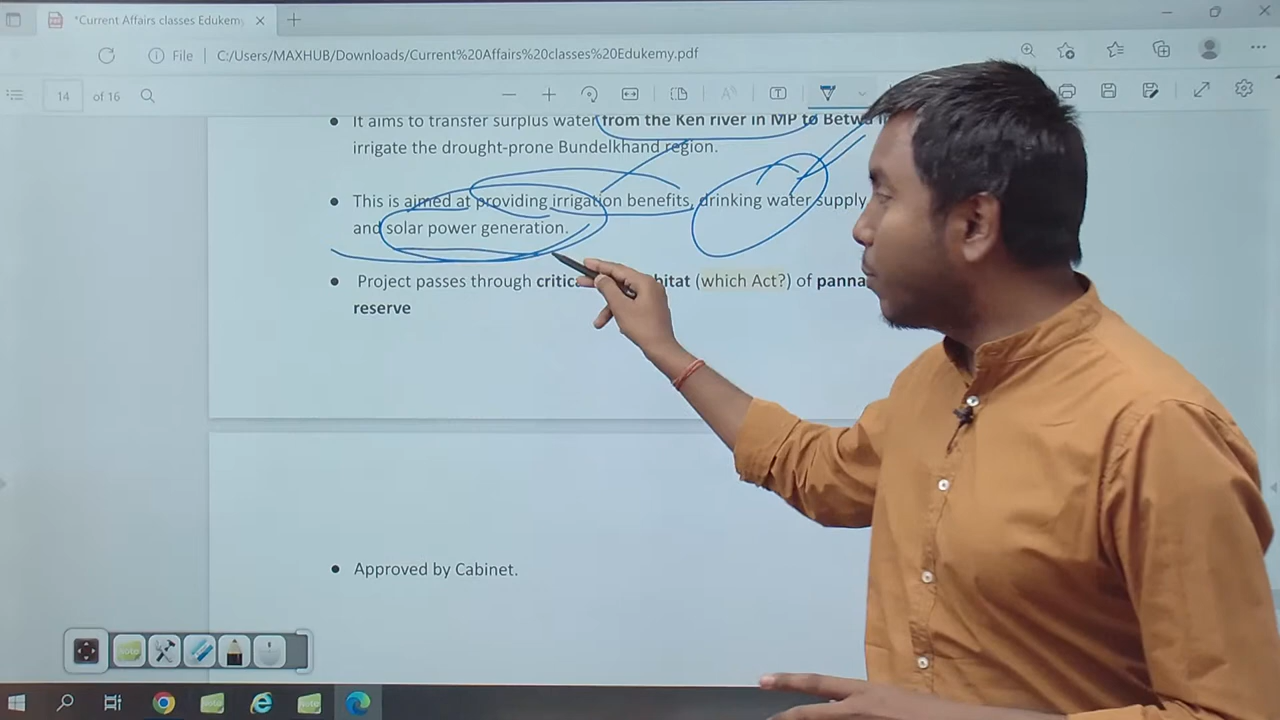 *Current Affairs classes Edukemy
File C:/Users/MAXHUB/Downloads/Current%20Affairs%20classes%20Edukemy.pdf
14 of 16
It aims to transfer surplus water from the Ken river in MP to Betwa
irrigate the drought-prone Bundelkhand region.
This is aimed at providing irrigation benefits, drinking water supply
and solar power generation.
Project passes through (which Act?) of panna
reserve
Approved by Cabinet.